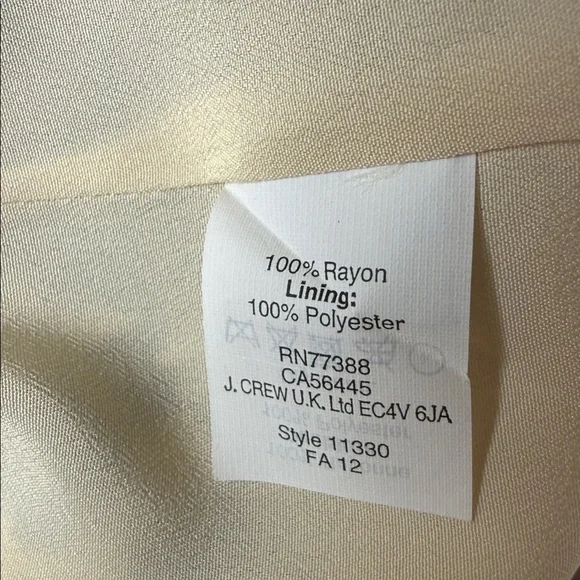 100% Rayon
Lining:
100% Polyester
RN77388
CA56445
J. CREW U.K. Ltd EC4V 6JA
Style 11330
FA 12